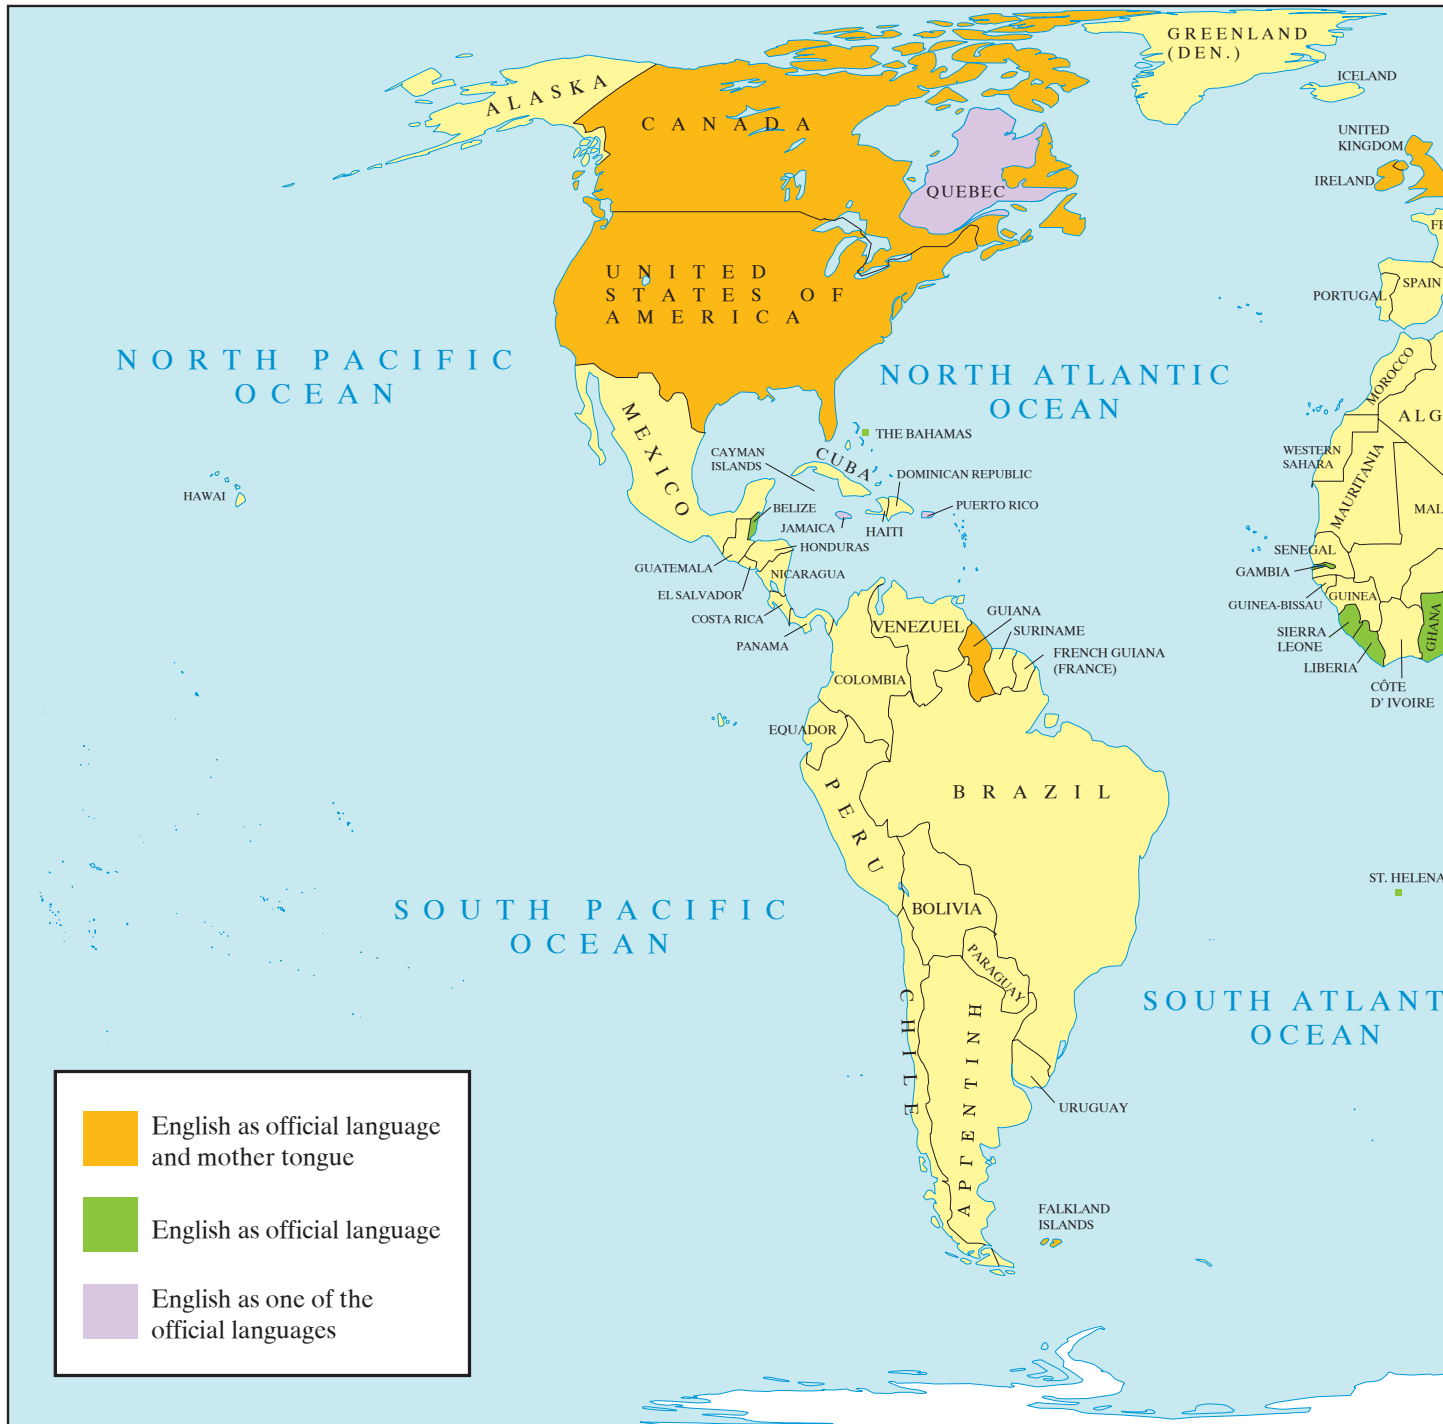 GREENLAND
(DEN.)
ICELAND
ALASKA
CANADA
UNITED
KINGDOM
IRELAND
QUEBEC
FR
UNITED
STATES OF
AMERICA
SPAIN
PORTUGAL
NORTH PACIFIC
OCEAN
NORTH ATLANTIC
OCEAN
MOROCCO
ALG
MEXICO
THE BAHAMAS
CAYMAN
ISLANDS
CUBA
WESTERN
SAHARA
MAURITANIA
DOMINICAN REPUBLIC
HAWAI
BELIZE
PUERTO RICO
MAL
JAMAICA
HAITI
HONDURAS
SENEGAL
GUATEMALA
NICARAGUA
GAMBIA
EL SALVADOR
GUINEA
GUINEA-BISSAU
COSTA RICA
GUIANA
VENEZUEL
SURINAME
SIERRA
LEONE
GHANA
PANAMA
FRENCH GUIANA
(FRANCE)
LIBERIA
COLOMBIA
CÔTE
D' IVOIRE
EQUADOR
BRAZIL
PERU
ST. HELENA
SOUTH PACIFIC
OCEAN
BOLIVIA
PARAGUAY
SOUTH ATLANT
OCEAN
CHILE
АРГЕNТINН
URUGUAY
English as official language
and mother tongue
FALKLAND
ISLANDS
English as official language
English as one of the
official languages